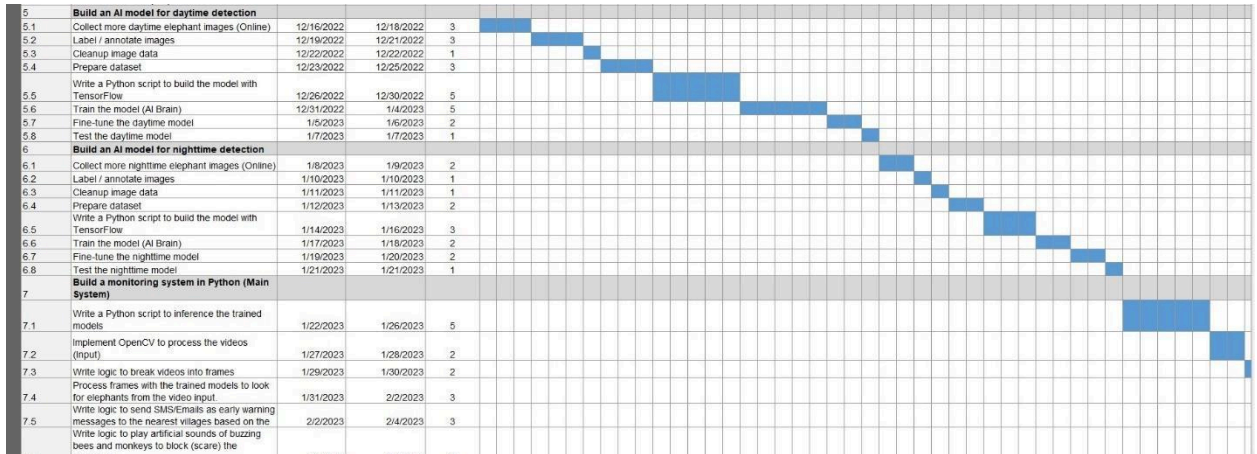 5 Build an AI model for daytime detection
5.1 Collect more daytime elephant images (Online) 12/16/2022 12/18/2022 3
5.2 Label / annotate images 12/19/2022 12/21/2022 3
5.3 Cleanup image data 12/22/2022 12/22/2022 1
5.4 Prepare dataset 12/23/2022 12/25/2022 3
Write a Python script to build the model with
5.5 TensorFlow 12/26/2022 12/30/2022 5
5.6 Train the model (AI Brain) 12/31/2022 1/4/2023 5
5.7 Fine-tune the daytime model 1/5/2023 1/6/2023 2
5.8 Test the daytime model 1/7/2023 1/7/2023 1
6 Build an AI model for nighttime detection
6.1 Collect more nighttime elephant images (Online) 1/8/2023 1/9/2023 2
6.2 Label / annotate images 1/10/2023 1/10/2023 1
6.3 Cleanup image data 1/11/2023 1/11/2023 1
6.4 Prepare dataset 1/12/2023 1/13/2023 2
Write a Python script to build the model with
6.5 TensorFlow 1/14/2023 1/16/2023 3
6.6 Train the model (AI Brain) 1/17/2023 1/18/2023 2
6.7 Fine-tune the nighttime model 1/19/2023 1/20/2023 2
6.8 Test the nighttime model 1/21/2023 1/21/2023 1
Build a monitoring system in Python (Main
7 System)
Write a Python script to inference the trained
7.1 models 1/22/2023 1/26/2023 5
Implement OpenCV to process the videos
7.2 (Input) 1/27/2023 1/28/2023 2
7.3 Write logic to break videos into frames 1/29/2023 1/30/2023 2
Process frames with the trained models to look
7.4 for elephants from the video input. 1/31/2023 2/2/2023 3
Write logic to send SMS/Emails as early warning
7.5 messages to the nearest villages based on the 2/2/2023 2/4/2023 3
Write logic to play artificial sounds of buzzing
bees and monkeys to block (scare) the